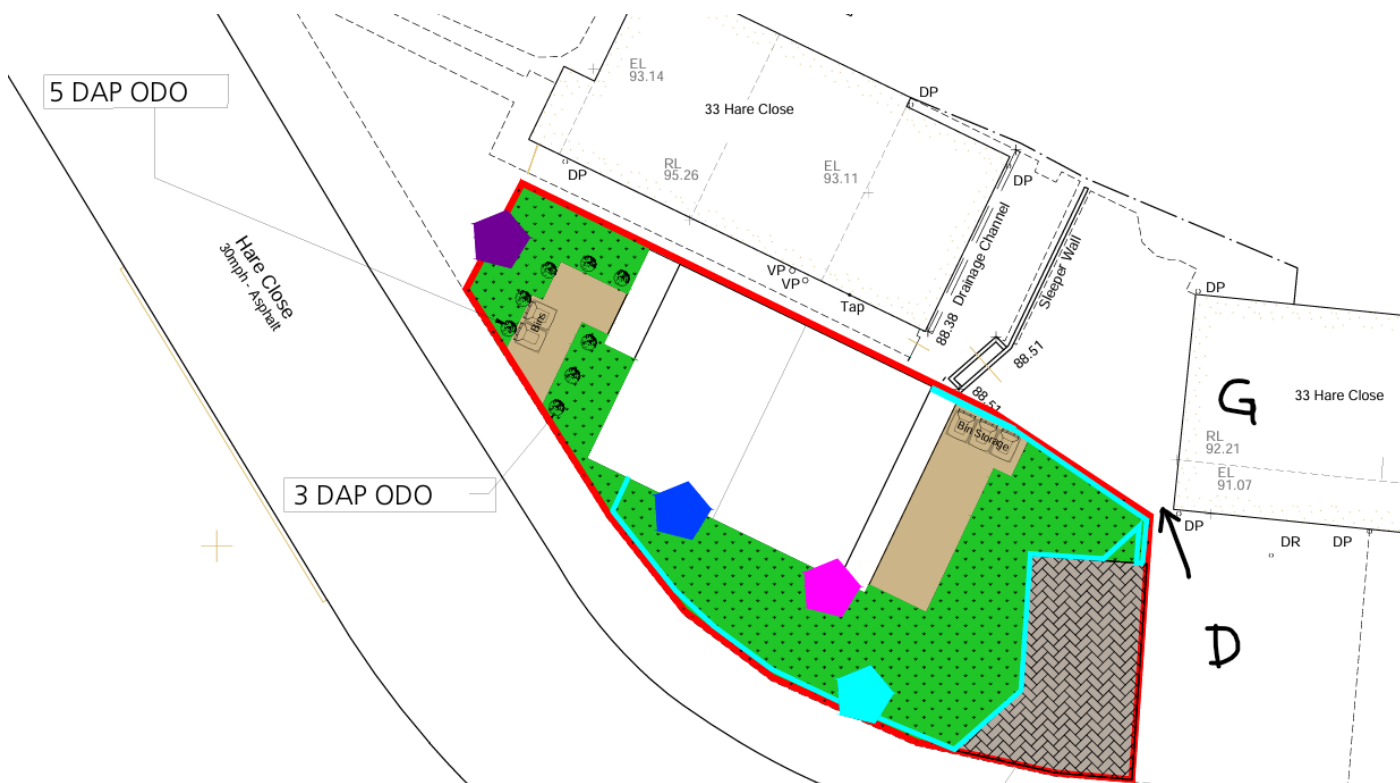 5 DAP ODO
EL
93.14
33 Hare Close
DP
RL
95.26
EL
93.11
DP
DP
Hare Close
30mph - Asphalt
Drainage Channel
Sleeper Wall
VP
VP
Tap
88.38
88.51
88.51
Bins
DP
Bin Storage
G
33 Hare Close
RL
92.21
EL
91.07
3 DAP ODO
DP
DR
DP
D